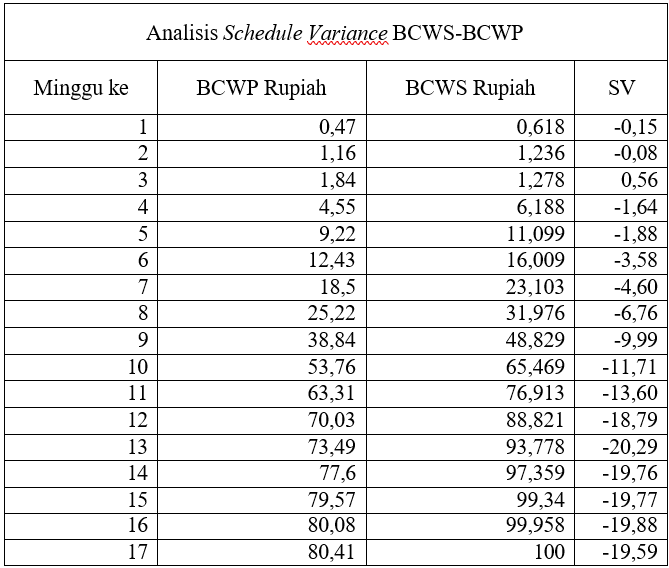 Analisis Schedule Variance BCWS-BCWP
Minggu ke BCWP Rupiah BCWS Rupiah SV
1 0,47 0,618 -0,15
2 1,16 1,236 -0,08
3 1,84 1,278 0,56
4 4,55 6,188 -1,64
5 9,22 11,099 -1,88
6 12,43 16,009 -3,58
7 18,5 23,103 -4,60
8 25,22 31,976 -6,76
9 38,84 48,829 -9,99
10 53,76 65,469 -11,71
11 63,31 76,913 -13,60
12 70,03 88,821 -18,79
13 73,49 93,778 -20,29
14 77,6 97,359 -19,76
15 79,57 99,34 -19,77
16 80,08 99,958 -19,88
17 80,41 100 -19,59